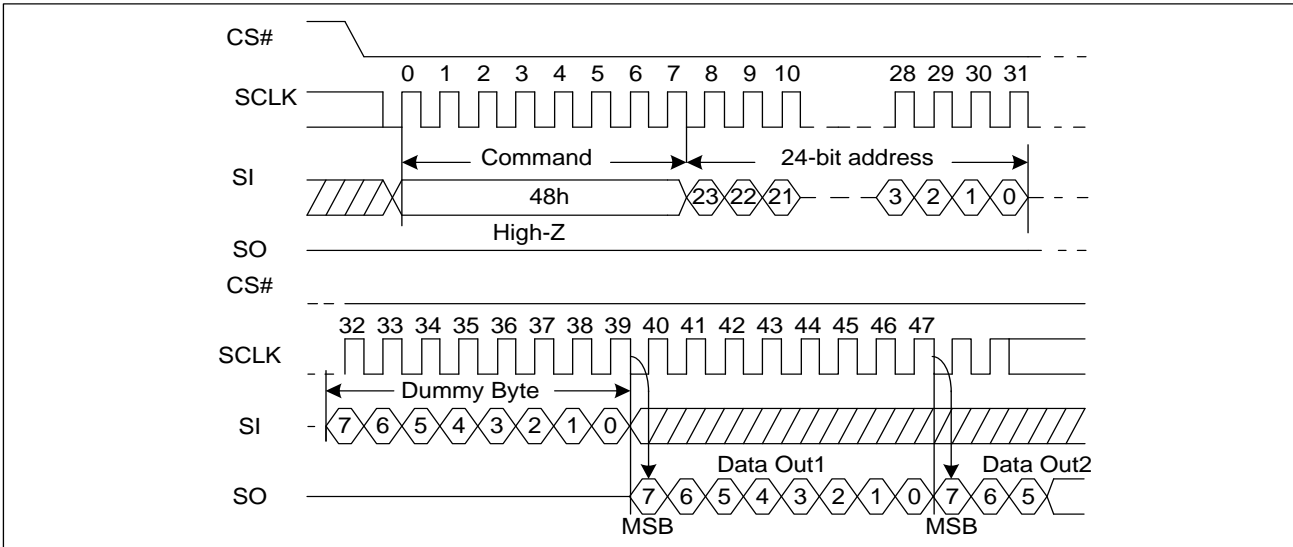 CS#
0 1 2 3 4 5 6 7 8 9 10 28 29 30 31
SCLK
Command 24-bit address
SI
48h 23 22 21 3 2 1 0
High-Z
SO
CS#
32 33 34 35 36 37 38 39 40 41 42 43 44 45 46 47
SCLK
Dummy Byte
SI 7 6 5 4 3 2 1 0
Data Out1 Data Out2
SO 7 6 5 4 3 2 1 0 7 6 5
MSB MSB